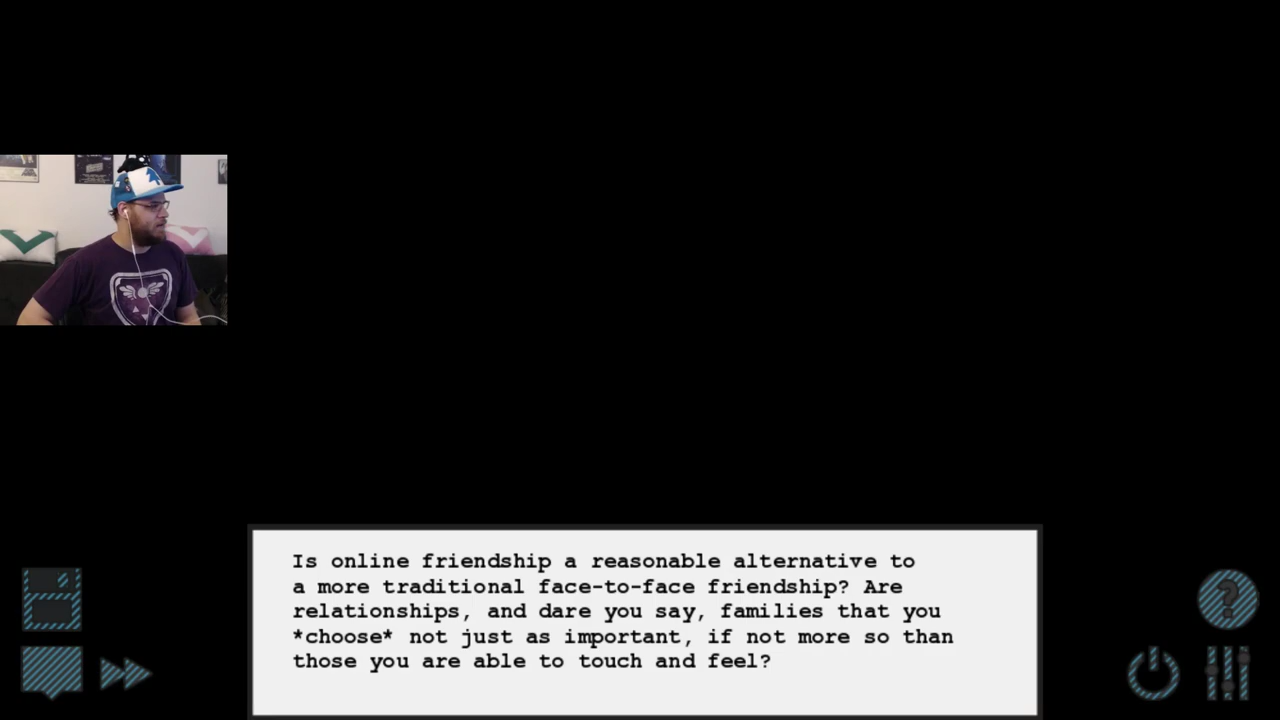 Is online friendship a reasonable alternative to
a more traditional face-to-face friendship? Are
relationships, and dare you say, families that you
*choose* not just as important, if not more so than
those you are able to touch and feel?